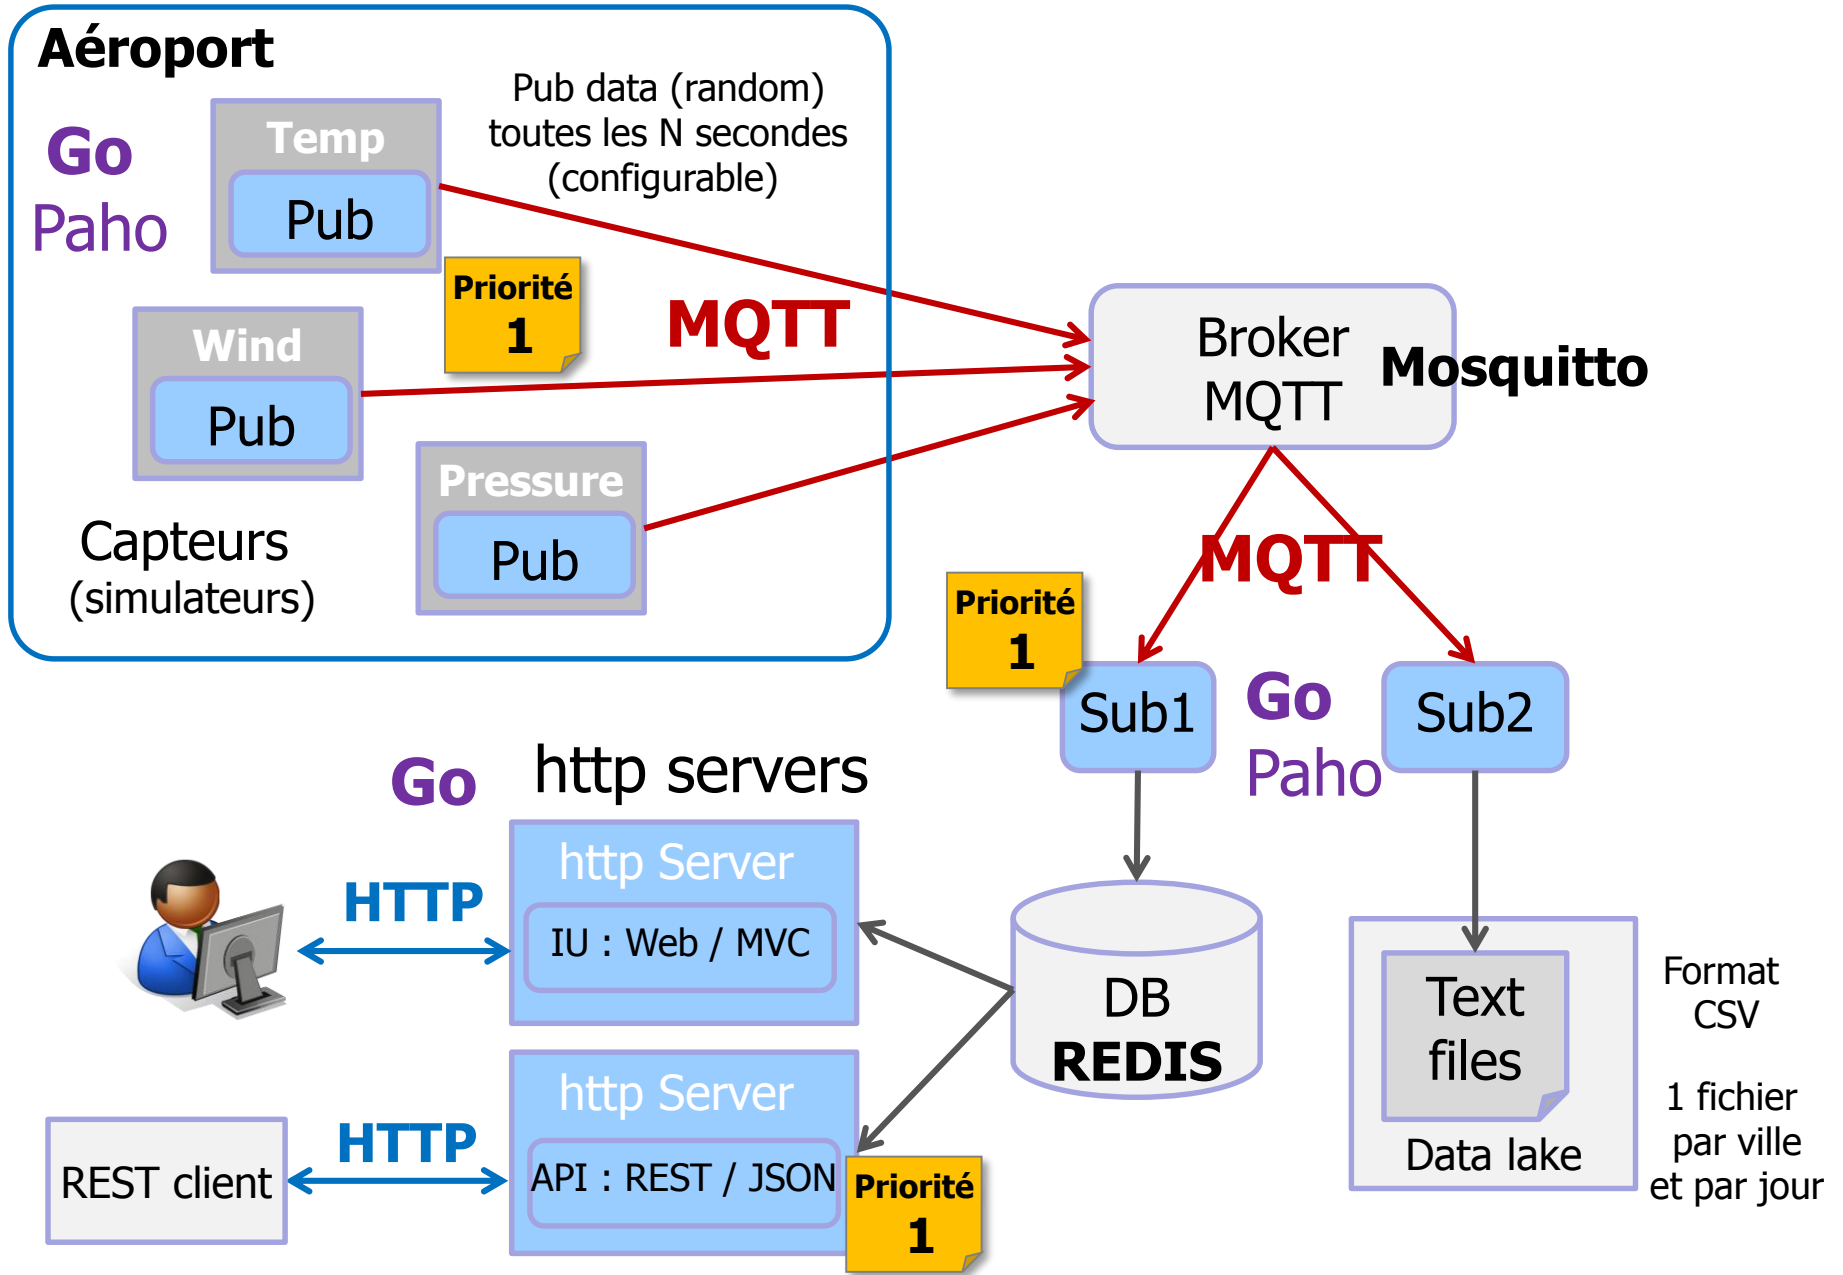 Aéroport
Pub data (random)
toutes les N secondes
(configurable)
Go
Paho
Temp
Pub
Priorité
1
MQTT
Wind
Pub
Pressure
Pub
Capteurs
(simulateurs)
Broker
MQTT
Mosquitto
MQTT
Priorité
1
Sub1
Go
Paho
Sub2
Go
http servers
http Server
IU : Web / MVC
HTTP
DB
REDIS
Text
files
Data lake
Format
CSV
1 fichier
par ville
et par jour
http Server
API : REST / JSON
HTTP
REST client
Priorité
1